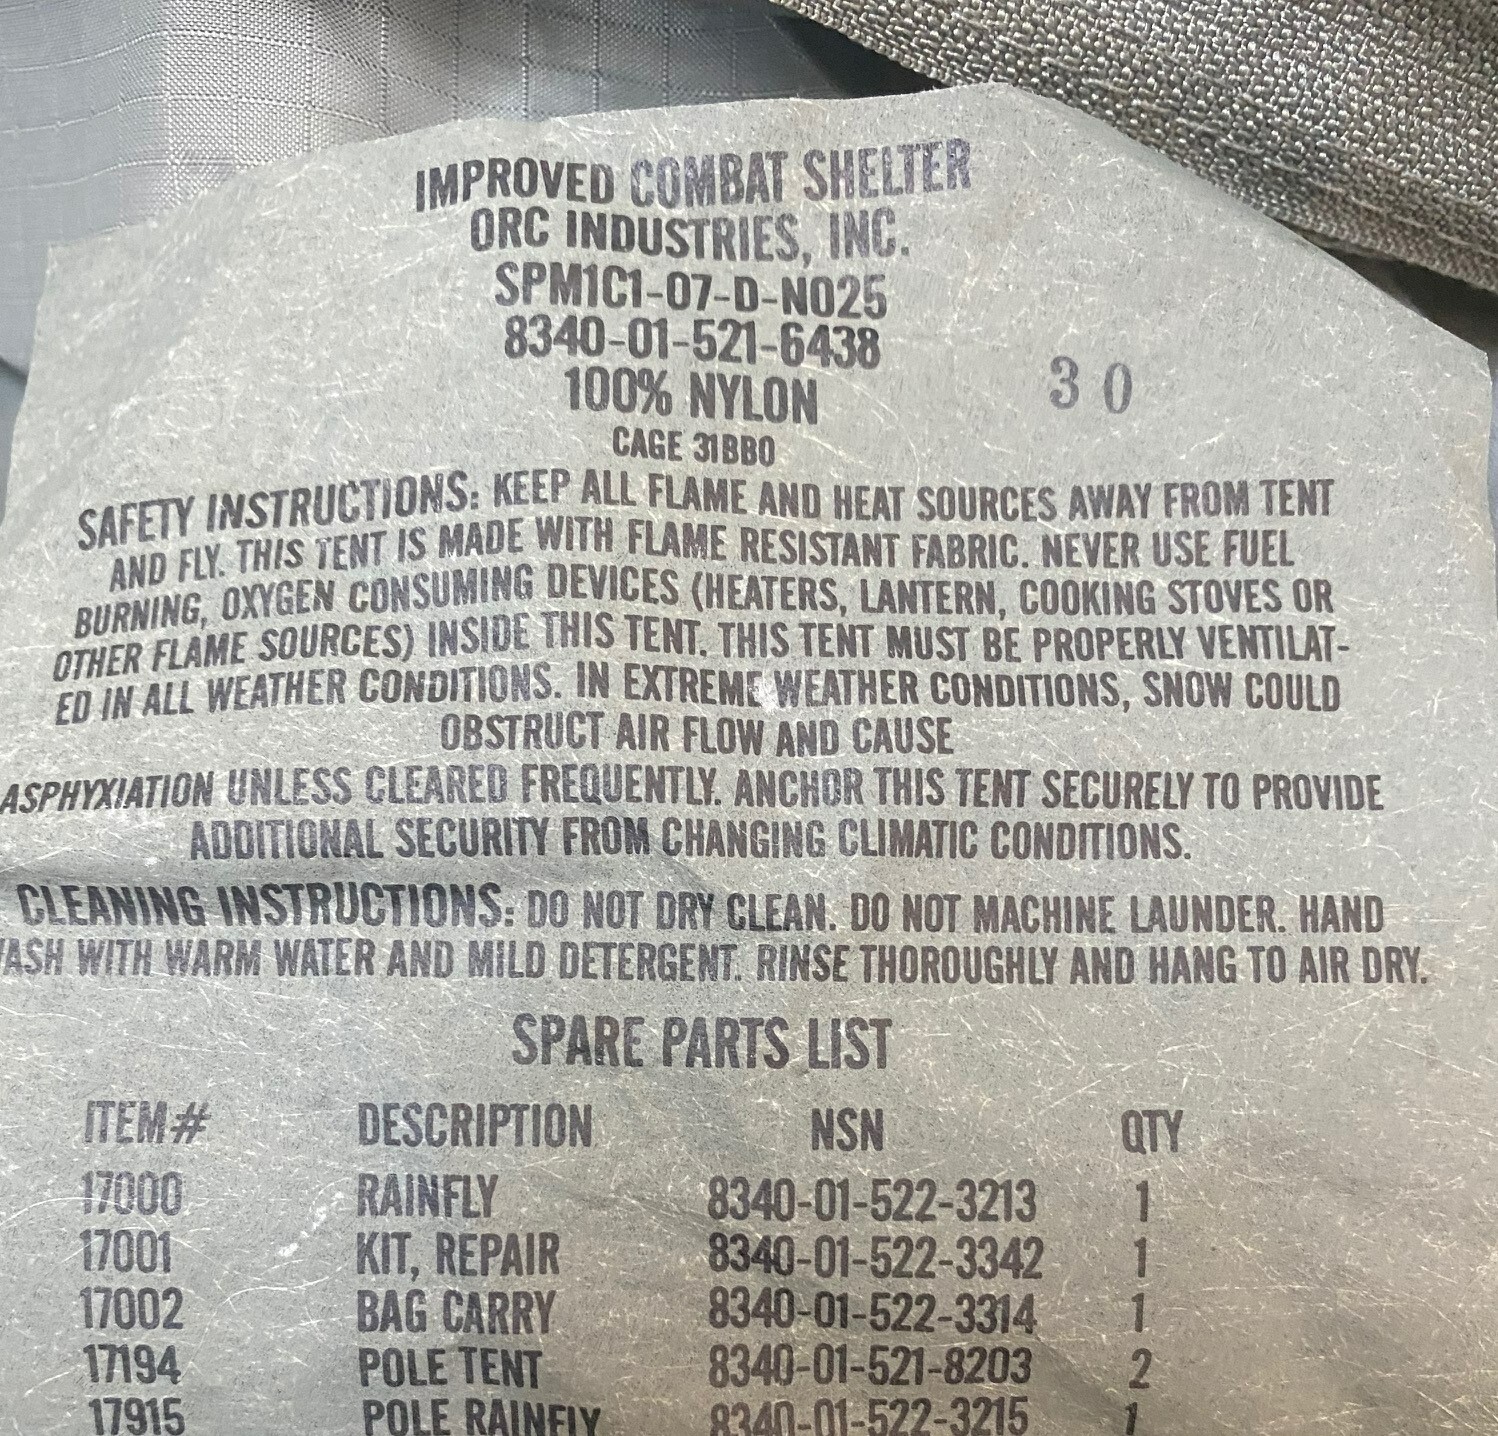 IMPROVED COMBAT SHELTER
ORC INDUSTRIES, INC.
SPM1C1-07-D-N025
8340-01-521-6438
100% NYLON
30
CAGE 31BB0
SAFETY INSTRUCTIONS: KEEP ALL FLAME AND HEAT SOURCES AWAY FROM TENT
AND FLY. THIS TENT IS MADE WITH FLAME RESISTANT FABRIC. NEVER USE FUEL
BURNING, OXYGEN CONSUMING DEVICES (HEATERS, LANTERN, COOKING STOVES OR
OTHER FLAME SOURCES) INSIDE THIS TENT. THIS TENT MUST BE PROPERLY VENTILAT-
ED IN ALL WEATHER CONDITIONS. IN EXTREME WEATHER CONDITIONS, SNOW COULD
OBSTRUCT AIR FLOW AND CAUSE
ASPHYXIATION UNLESS CLEARED FREQUENTLY. ANCHOR THIS TENT SECURELY TO PROVIDE
ADDITIONAL SECURITY FROM CHANGING CLIMATIC CONDITIONS.
CLEANING INSTRUCTIONS: DO NOT DRY CLEAN. DO NOT MACHINE LAUNDER. HAND
WASH WITH WARM WATER AND MILD DETERGENT. RINSE THOROUGHLY AND HANG TO AIR DRY.
SPARE PARTS LIST
ITEM# DESCRIPTION NSN QTY
17000 RAINFLY 8340-01-522-3213 1
17001 KIT, REPAIR 8340-01-522-3342 1
17002 BAG CARRY 8340-01-522-3314 1
17194 POLE TENT 8340-01-521-8203 2
17915 POLE RAINFLY 8340-01-522-3215 1